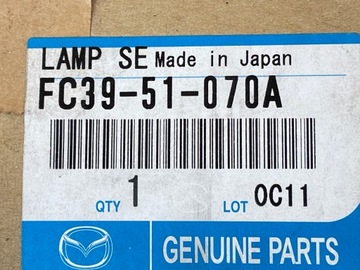 LAMP SE Made in Japan
FC39-51-070A
QTY 1 LOT 0C11
GENUINE PARTS